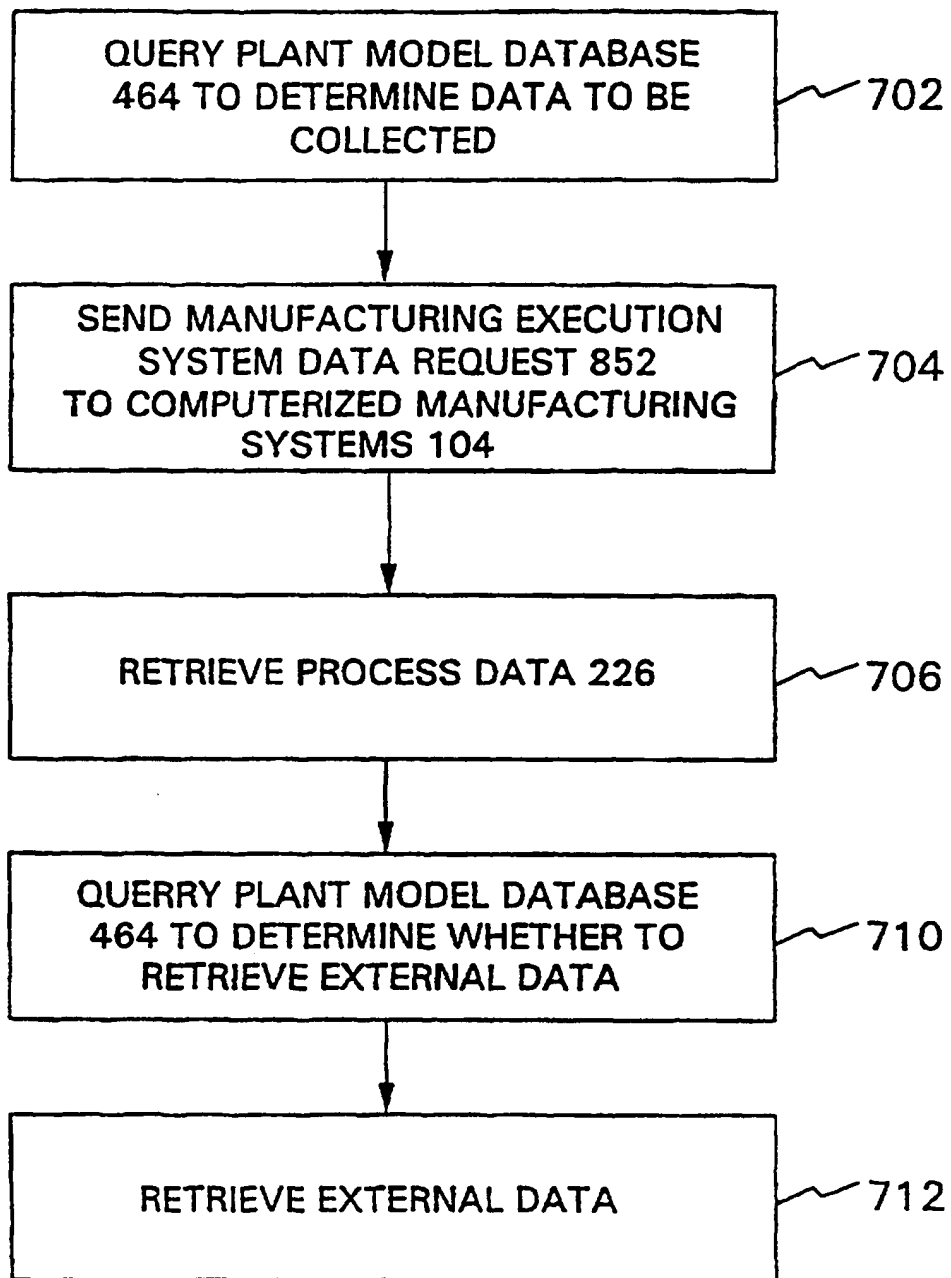 QUERY PLANT MODEL DATABASE
464 TO DETERMINE DATA TO BE
COLLECTED
702
SEND MANUFACTURING EXECUTION
SYSTEM DATA REQUEST 852
TO COMPUTERIZED MANUFACTURING
SYSTEMS 104
704
RETRIEVE PROCESS DATA 226
706
QUERRY PLANT MODEL DATABASE
464 TO DETERMINE WHETHER TO
RETRIEVE EXTERNAL DATA
710
RETRIEVE EXTERNAL DATA
712